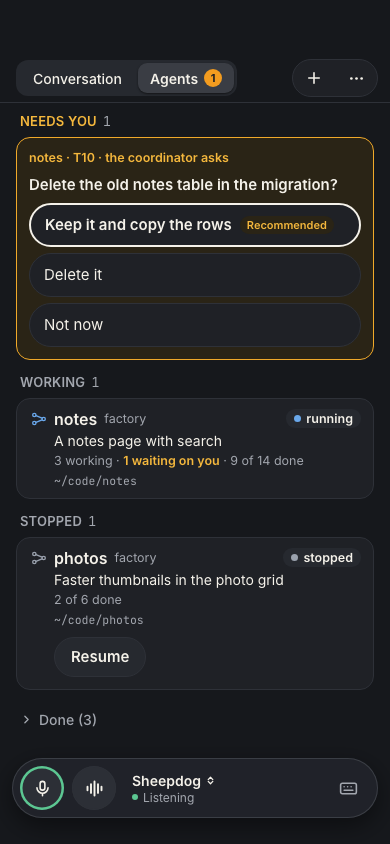 Conversation
Agents 1
NEEDS YOU 1
notes · T10 · the coordinator asks
Delete the old notes table in the migration?
Keep it and copy the rows Recommended
Delete it
Not now
WORKING 1
notes factory running
A notes page with search
3 working · 1 waiting on you · 9 of 14 done
~/code/notes
STOPPED 1
photos factory stopped
Faster thumbnails in the photo grid
2 of 6 done
~/code/photos
Resume
Done (3)
Sheepdog
Listening